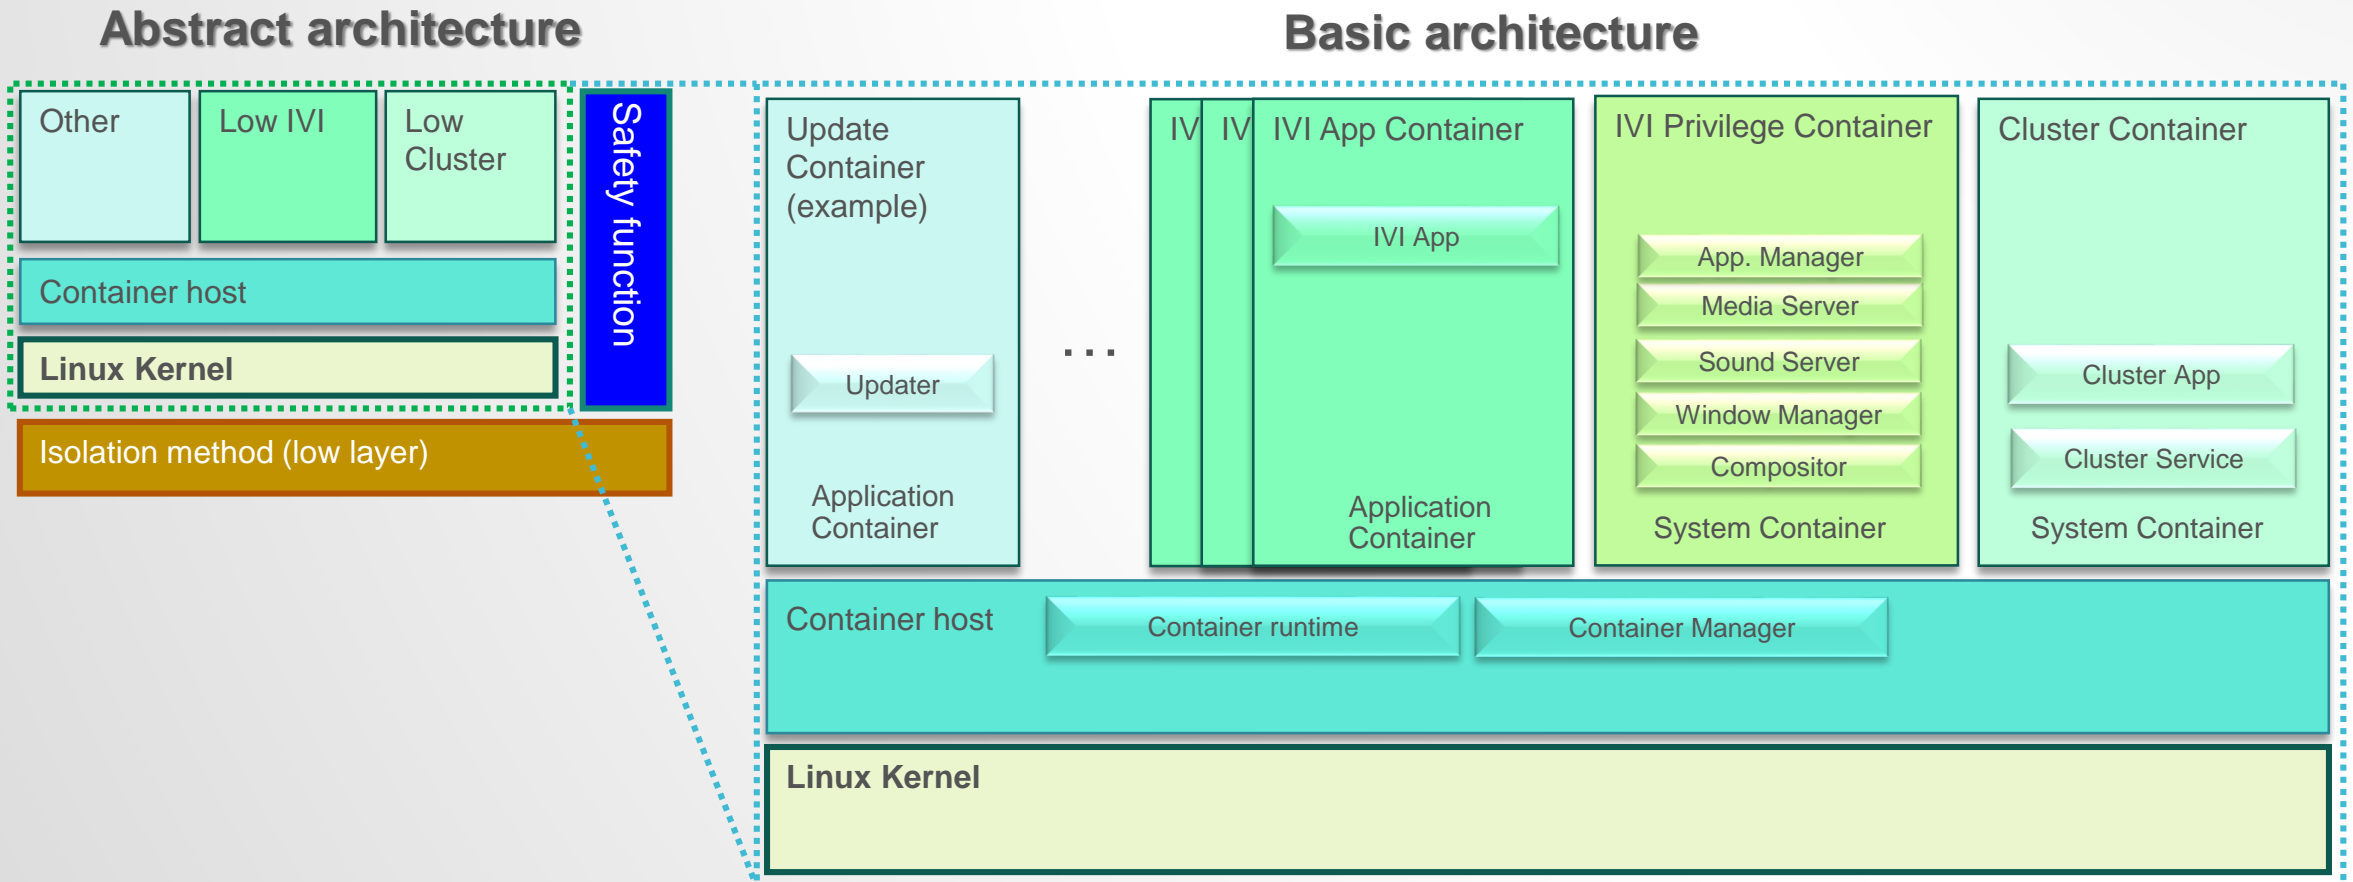 Abstract architecture
Basic architecture
Other
Low IVI
Low
Cluster
Safety function
Container host
Linux Kernel
Isolation method (low layer)
Update
Container
(example)
Updater
Application
Container
...
IV
IV
IVI App Container
IVI App
Application
Container
IVI Privilege Container
App. Manager
Media Server
Sound Server
Window Manager
Compositor
System Container
Cluster Container
Cluster App
Cluster Service
System Container
Container host
Container runtime
Container Manager
Linux Kernel